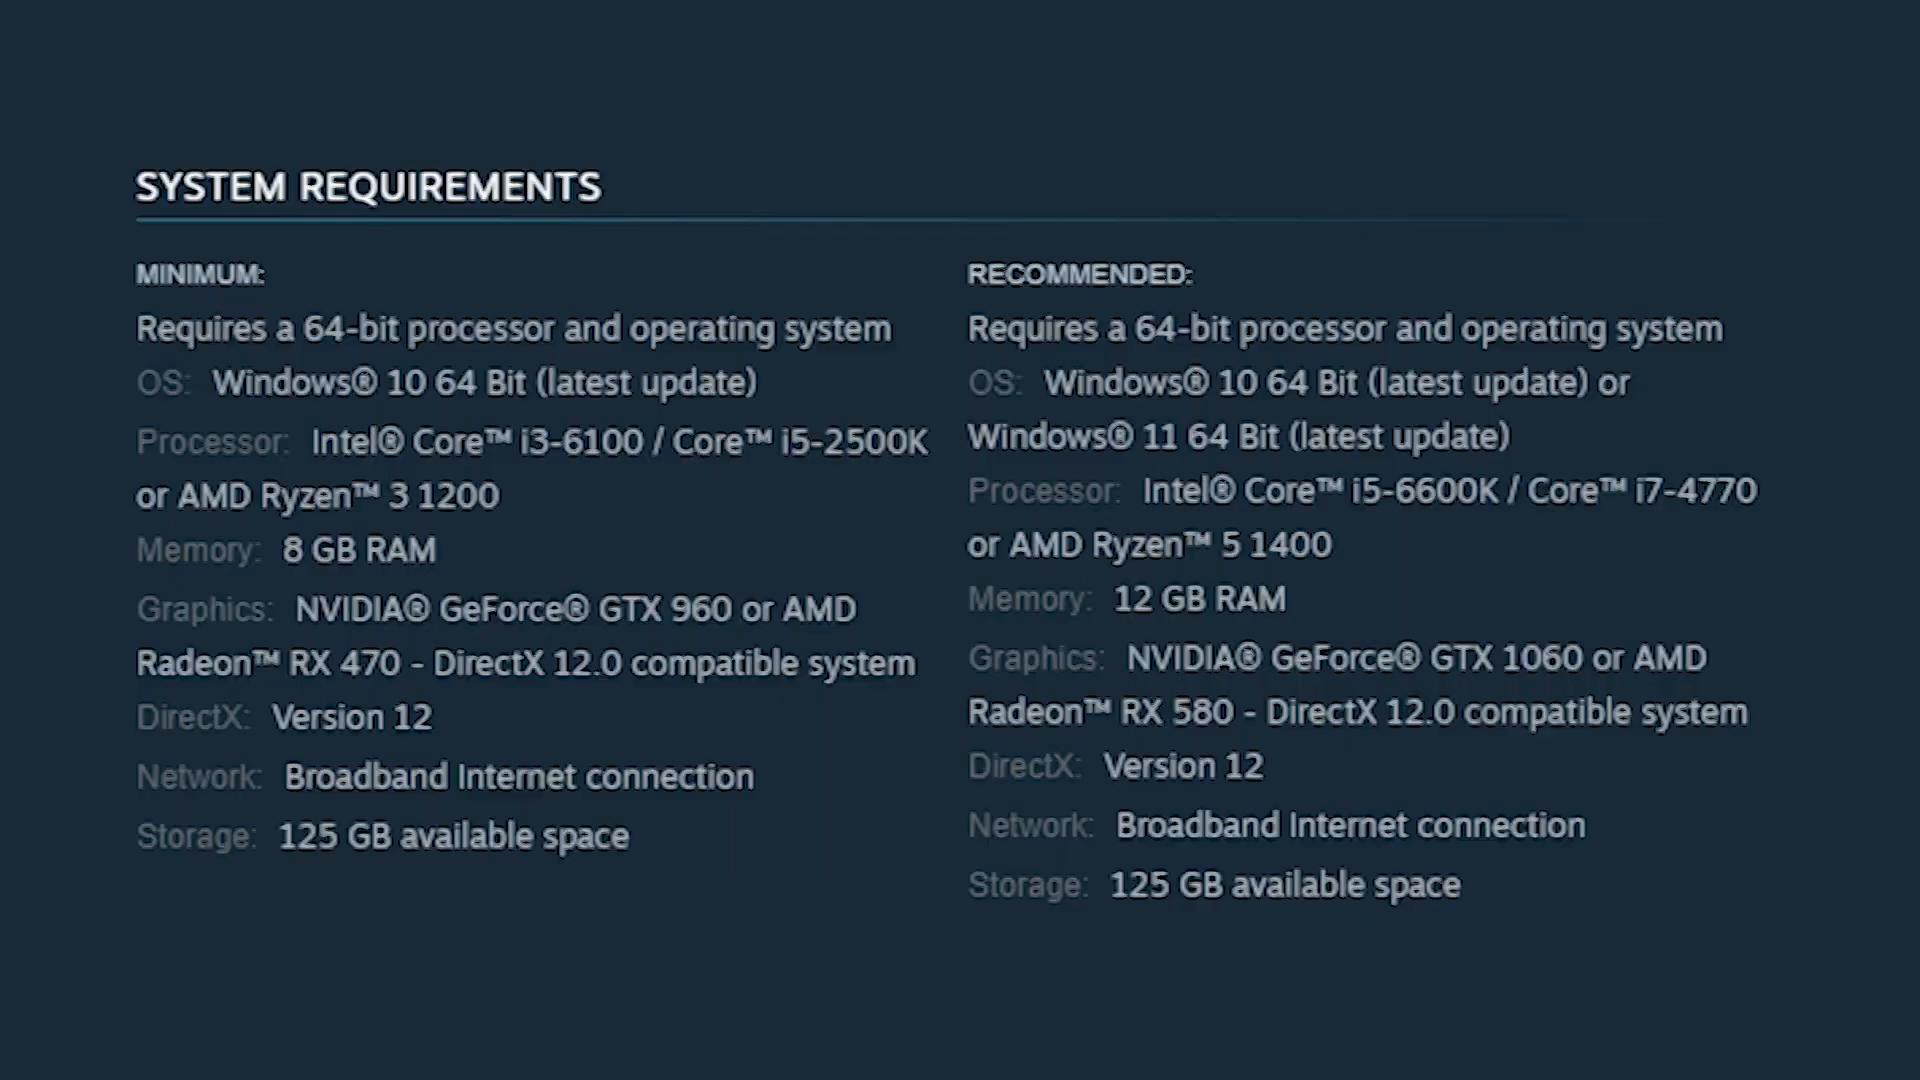 SYSTEM REQUIREMENTS
MINIMUM:
Requires a 64-bit processor and operating system
OS: Windows® 10 64 Bit (latest update)
Processor: Intel® Core™ i3-6100 / Core™ i5-2500K
or AMD Ryzen™ 3 1200
Memory: 8 GB RAM
Graphics: NVIDIA® GeForce® GTX 960 or AMD
Radeon™ RX 470 - DirectX 12.0 compatible system
DirectX: Version 12
Network: Broadband Internet connection
Storage: 125 GB available space
RECOMMENDED:
Requires a 64-bit processor and operating system
OS: Windows® 10 64 Bit (latest update) or
Windows® 11 64 Bit (latest update)
Processor: Intel® Core™ i5-6600K / Core™ i7-4770
or AMD Ryzen™ 5 1400
Memory: 12 GB RAM
Graphics: NVIDIA® GeForce® GTX 1060 or AMD
Radeon™ RX 580 - DirectX 12.0 compatible system
DirectX: Version 12
Network: Broadband Internet connection
Storage: 125 GB available space